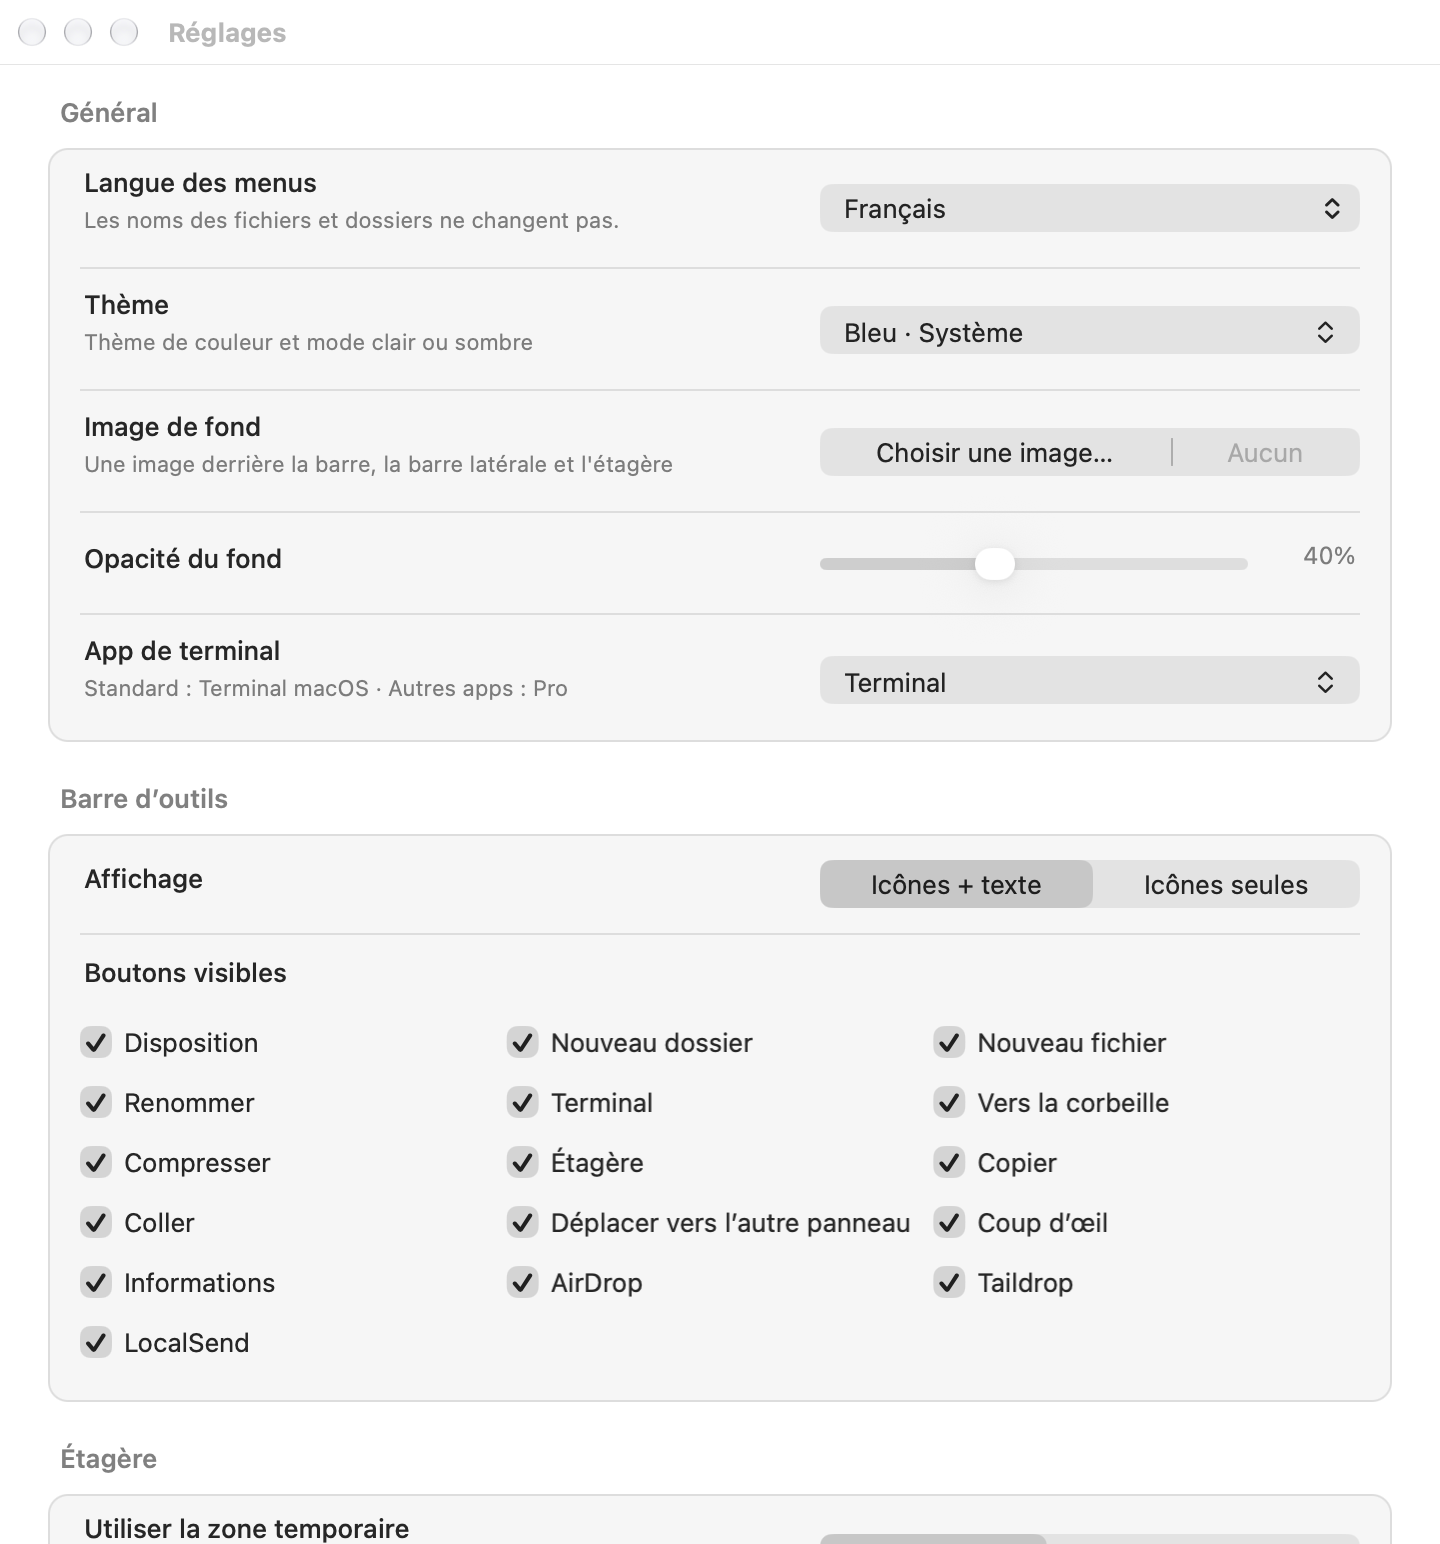 Réglages
Général
Langue des menus
Les noms des fichiers et dossiers ne changent pas.
Français
Thème
Thème de couleur et mode clair ou sombre
Bleu · Système
Image de fond
Une image derrière la barre, la barre latérale et l'étagère
Choisir une image... Aucun
Opacité du fond
40%
App de terminal
Standard : Terminal macOS · Autres apps : Pro
Terminal
Barre d’outils
Affichage
Icônes + texte Icônes seules
Boutons visibles
Disposition Nouveau dossier Nouveau fichier
Renommer Terminal Vers la corbeille
Compresser Étagère Copier
Coller Déplacer vers l’autre panneau Coup d’œil
Informations AirDrop Taildrop
LocalSend
Étagère
Utiliser la zone temporaire